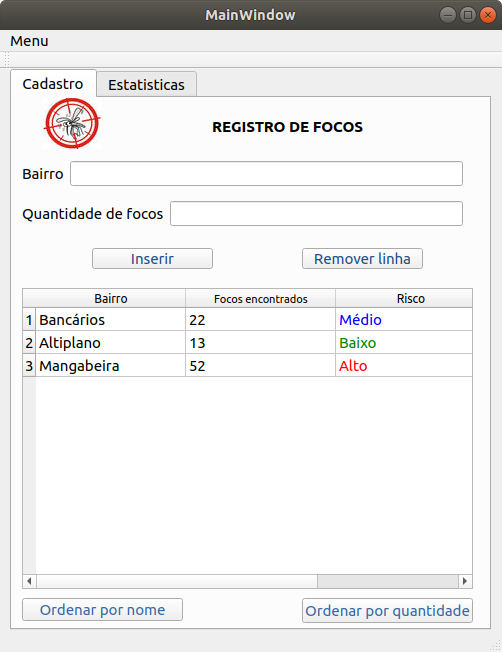 MainWindow
Menu
Cadastro Estatisticas
REGISTRO DE FOCOS
Bairro
Quantidade de focos
Inserir Remover linha
Bairro Focos encontrados Risco
1 Bancários 22 Médio
2 Altiplano 13 Baixo
3 Mangabeira 52 Alto
Ordenar por nome Ordenar por quantidade